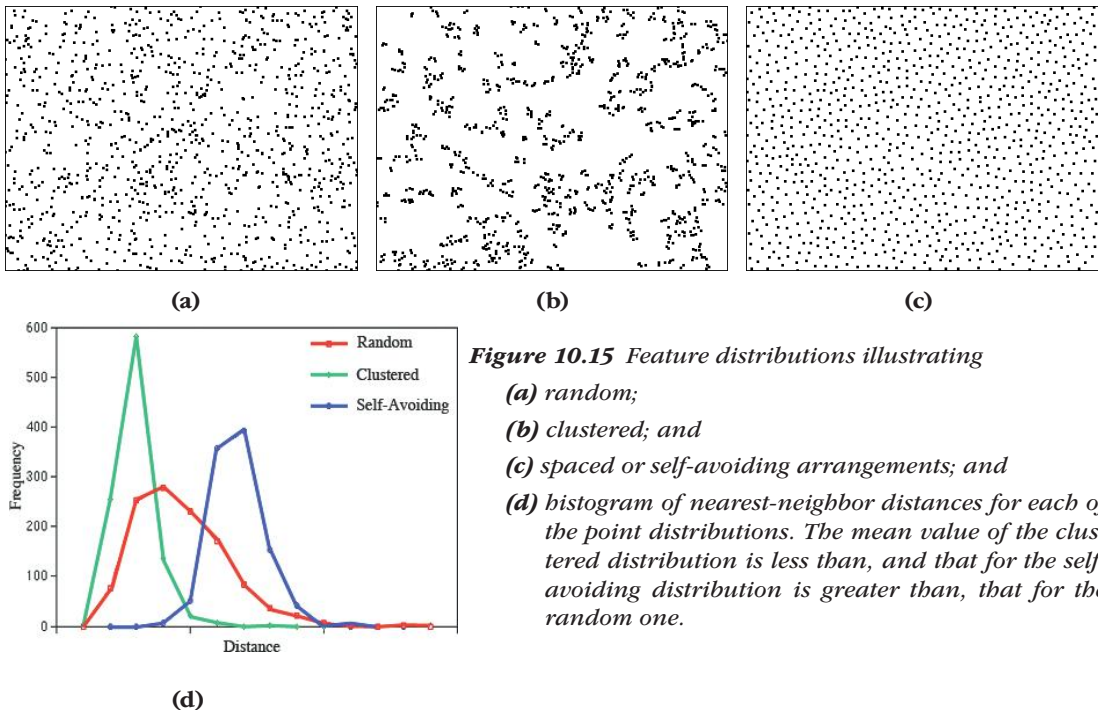 (a)
(b)
(c)
600
500
400
300
200
100
0
Frequency
Distance
Random
Clustered
Self-Avoiding
(d)
Figure 10.15 Feature distributions illustrating
(a) random;
(b) clustered; and
(c) spaced or self-avoiding arrangements; and
(d) histogram of nearest-neighbor distances for each of
the point distributions. The mean value of the clus
tered distribution is less than, and that for the self
avoiding distribution is greater than, that for the
random one.